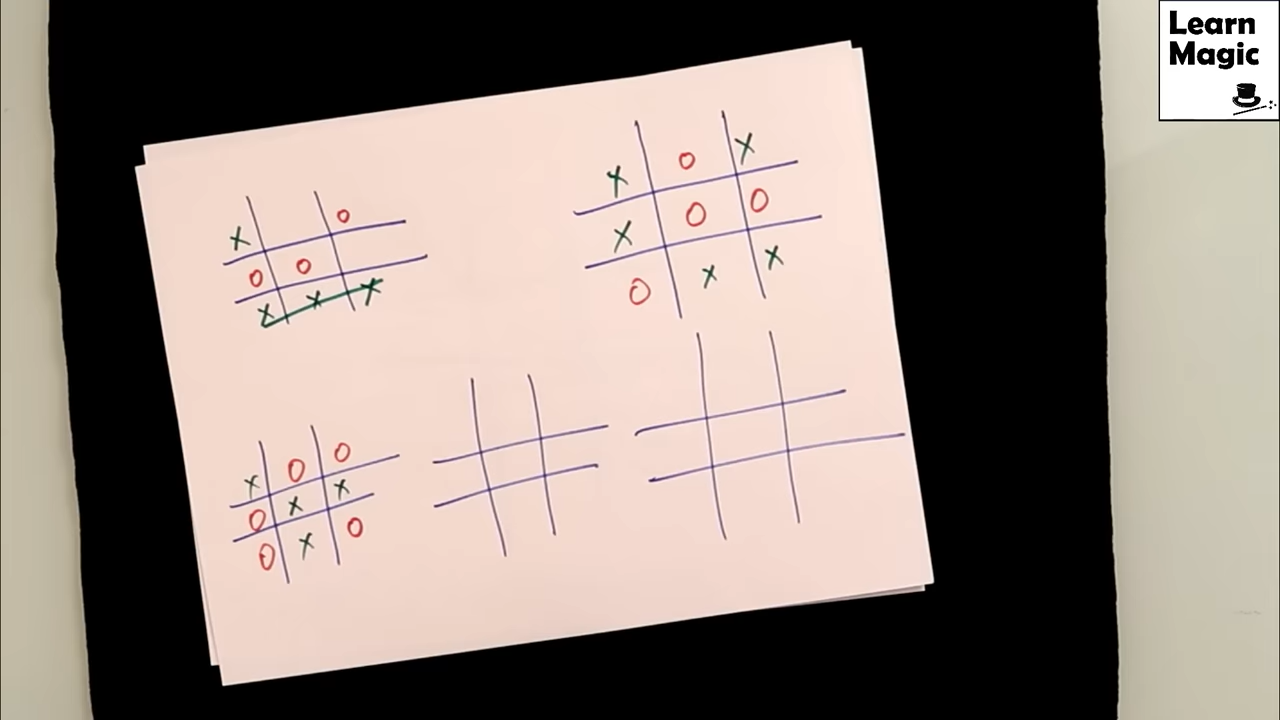 Learn
Magic
X O
O O
X X X
X O X
X O O
O X X
X O O
O X X
O X O